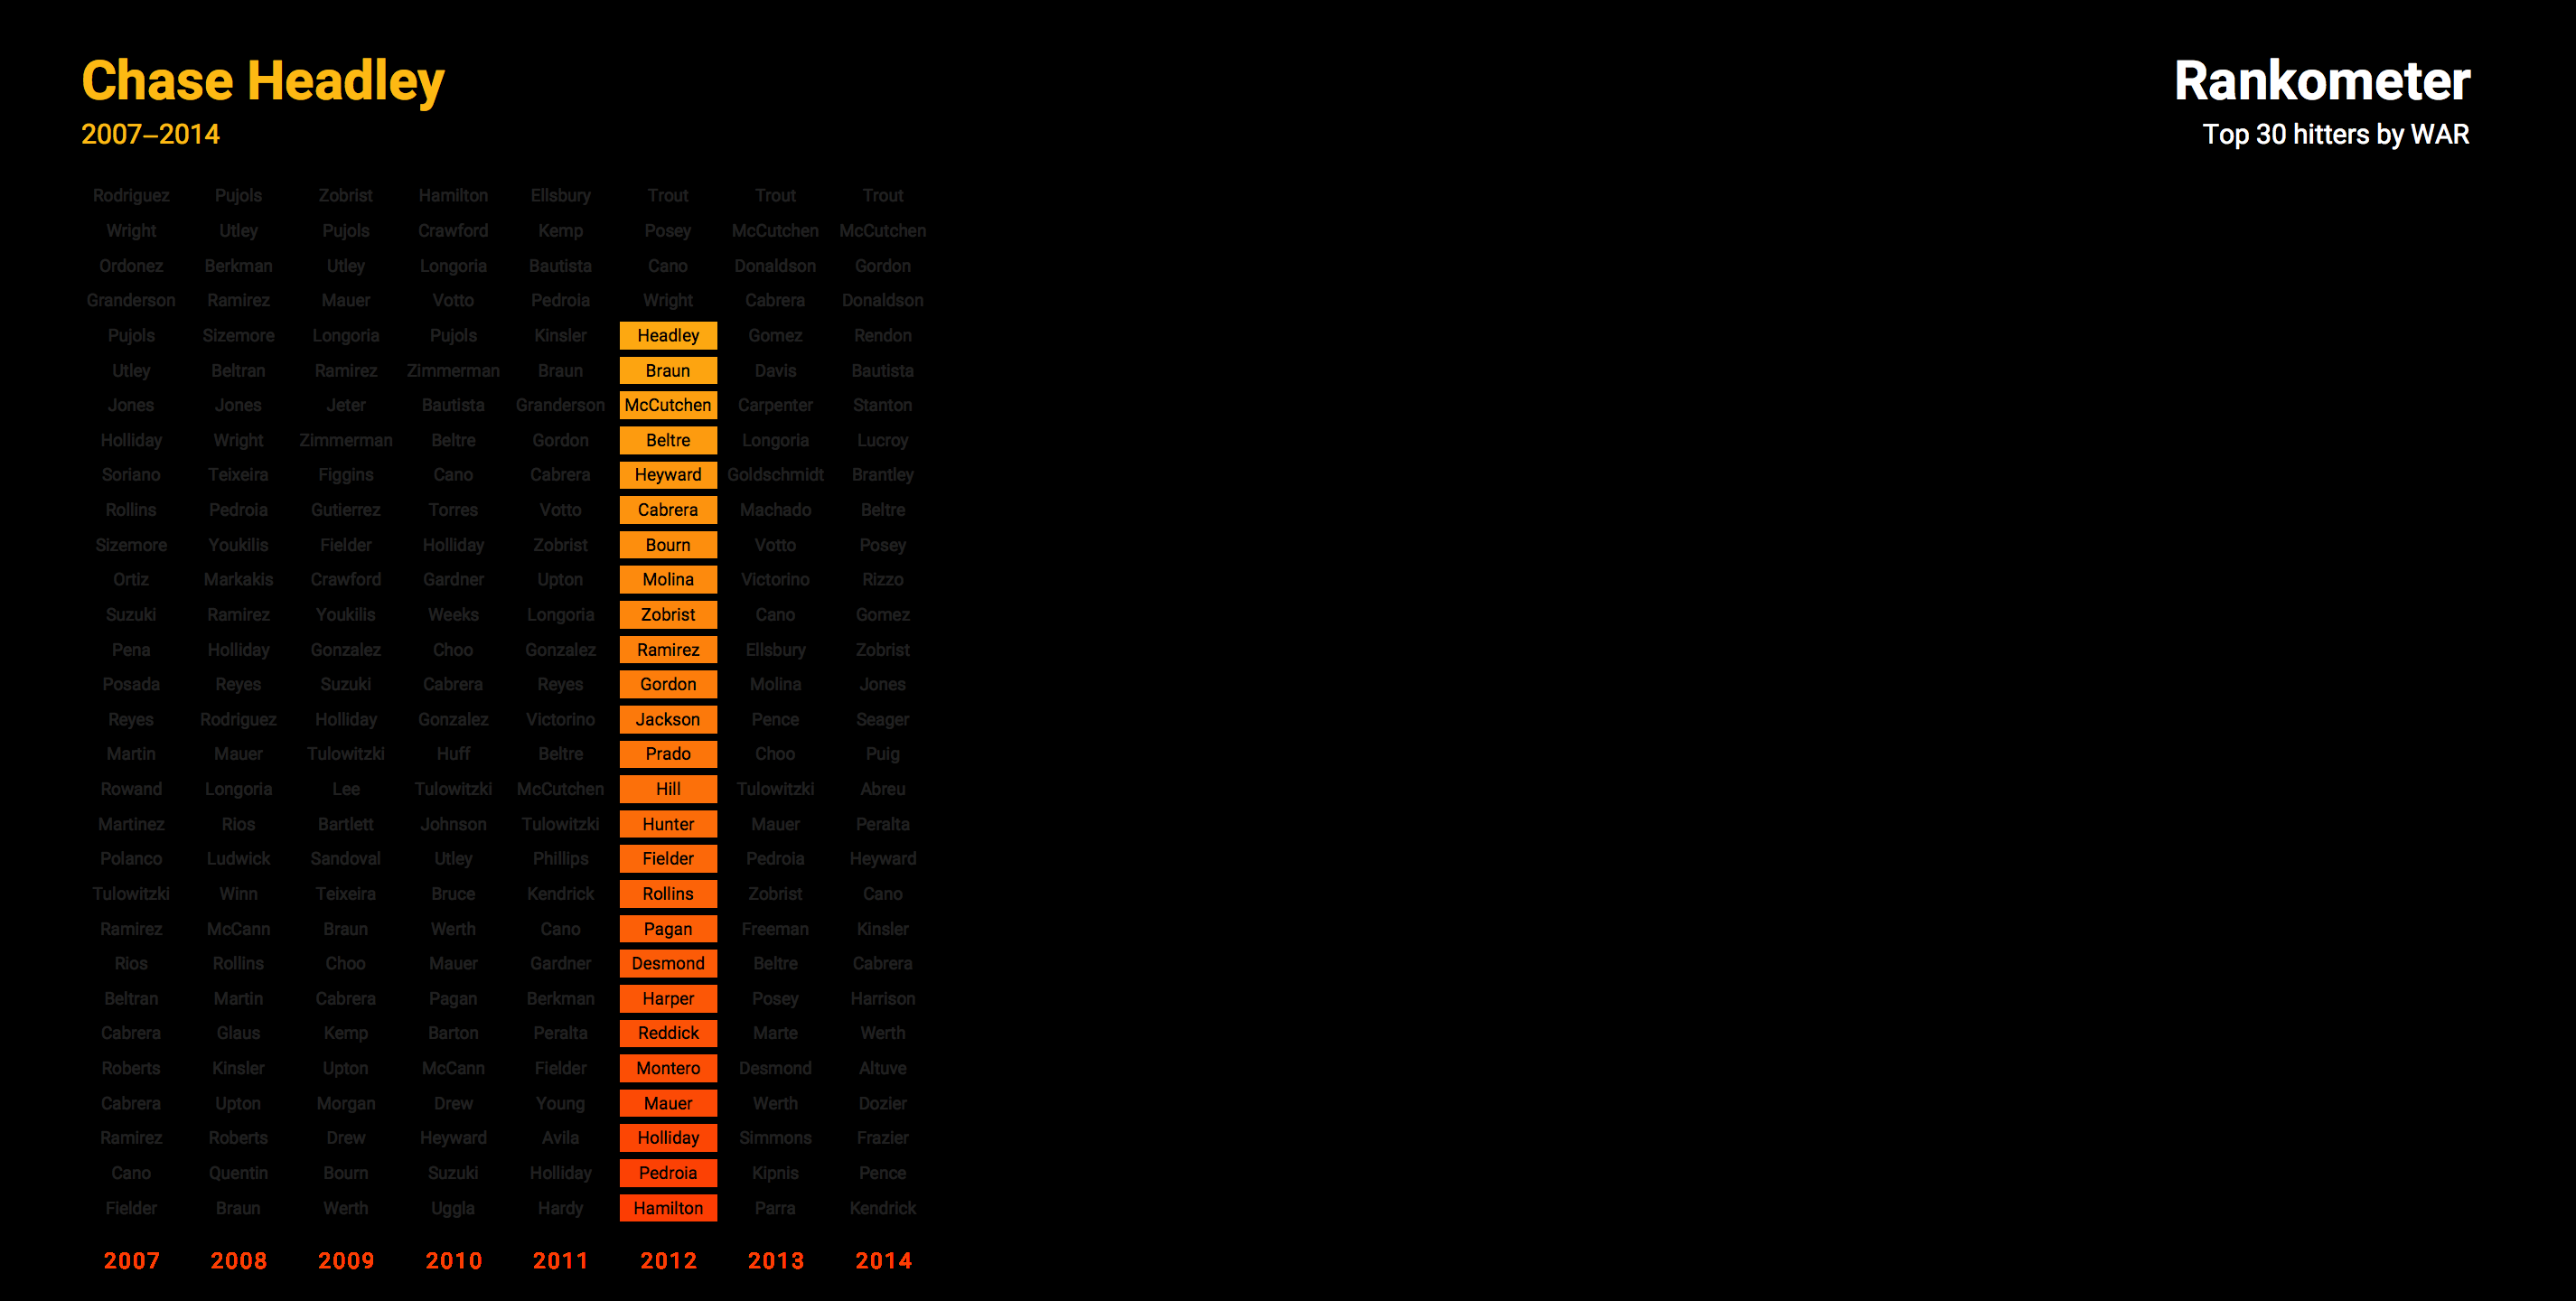 Chase Headley
2007–2014
Rankometer
Top 30 hitters by WAR
Rodriguez Pujols Zobrist Hamilton Ellsbury Trout Trout Trout
Wright Utley Pujols Crawford Kemp Posey McCutchen McCutchen
Ordonez Berkman Utley Longoria Bautista Cano Donaldson Gordon
Granderson Ramirez Mauer Votto Pedroia Wright Cabrera Donaldson
Pujols Sizemore Longoria Pujols Kinsler Headley Gomez Rendon
Utley Beltran Ramirez Zimmerman Braun Braun Davis Bautista
Jones Jones Jeter Bautista Granderson McCutchen Carpenter Stanton
Holliday Wright Zimmerman Beltre Gordon Beltre Longoria Lucroy
Soriano Teixeira Figgins Cano Cabrera Heyward Goldschmidt Brantley
Rollins Pedroia Gutierrez Torres Votto Cabrera Machado Beltre
Sizemore Youkilis Fielder Holliday Zobrist Bourn Votto Posey
Ortiz Markakis Crawford Gardner Upton Molina Victorino Rizzo
Suzuki Ramirez Youkilis Weeks Longoria Zobrist Cano Gomez
Pena Holliday Gonzalez Choo Gonzalez Ramirez Ellsbury Zobrist
Posada Reyes Suzuki Cabrera Reyes Gordon Molina Jones
Reyes Rodriguez Holliday Gonzalez Victorino Jackson Pence Seager
Martin Mauer Tulowitzki Huff Beltre Prado Choo Puig
Rowand Longoria Lee Tulowitzki McCutchen Hill Tulowitzki Abreu
Martinez Rios Bartlett Johnson Tulowitzki Hunter Mauer Peralta
Polanco Ludwick Sandoval Utley Phillips Fielder Pedroia Heyward
Tulowitzki Winn Teixeira Bruce Kendrick Rollins Zobrist Cano
Ramirez McCann Braun Werth Cano Pagan Freeman Kinsler
Rios Rollins Choo Mauer Gardner Desmond Beltre Cabrera
Beltran Martin Cabrera Pagan Berkman Harper Posey Harrison
Cabrera Glaus Kemp Barton Peralta Reddick Marte Werth
Roberts Kinsler Upton McCann Fielder Montero Desmond Altuve
Cabrera Upton Morgan Drew Young Mauer Werth Dozier
Ramirez Roberts Drew Heyward Avila Holliday Simmons Frazier
Cano Quentin Bourn Suzuki Holliday Pedroia Kipnis Pence
Fielder Braun Werth Uggla Hardy Hamilton Parra Kendrick
2007 2008 2009 2010 2011 2012 2013 2014